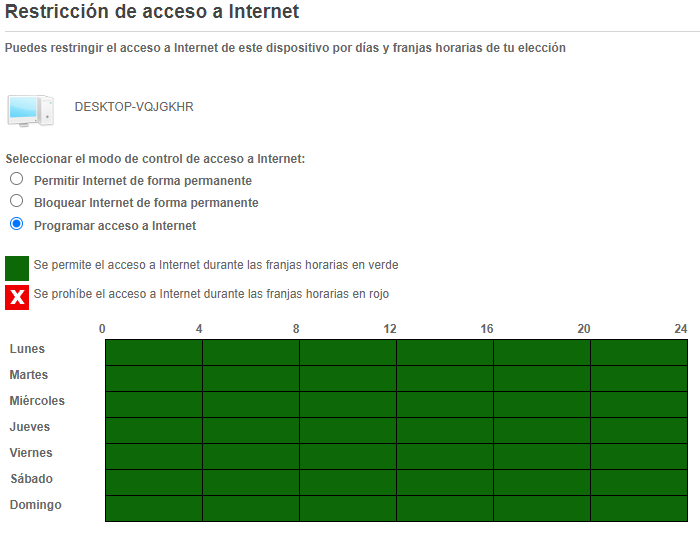 Restricción de acceso a Internet
Puedes restringir el acceso a Internet de este dispositivo por días y franjas horarias de tu elección
DESKTOP-VQJGKHR
Seleccionar el modo de control de acceso a Internet:
Permitir Internet de forma permanente
Bloquear Internet de forma permanente
Programar acceso a Internet
Se permite el acceso a Internet durante las franjas horarias en verde
X Se prohíbe el acceso a Internet durante las franjas horarias en rojo
0 4 8 12 16 20 24
Lunes
Martes
Miércoles
Jueves
Viernes
Sábado
Domingo